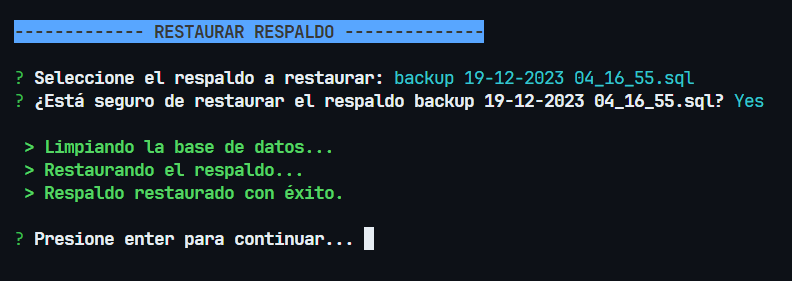 ------------- RESTAURAR RESPALDO --------------
? Seleccione el respaldo a restaurar: backup 19-12-2023 04_16_55.sql
? ¿Está seguro de restaurar el respaldo backup 19-12-2023 04_16_55.sql? Yes
> Limpiando la base de datos...
> Restaurando el respaldo...
> Respaldo restaurado con éxito.
? Presione enter para continuar...